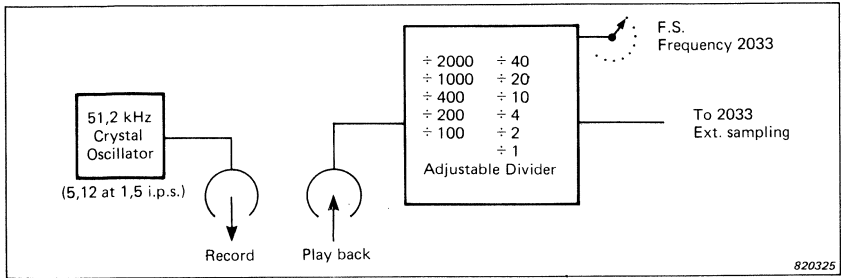 F.S.
Frequency 2033
÷ 2000 ÷ 40
÷ 1000 ÷ 20
÷ 400 ÷ 10
÷ 200 ÷ 4
÷ 100 ÷ 2
÷ 1
Adjustable Divider
51,2 kHz
Crystal
Oscillator
(5,12 at 1,5 i.p.s.)
To 2033
Ext. sampling
Record
Play back
820325